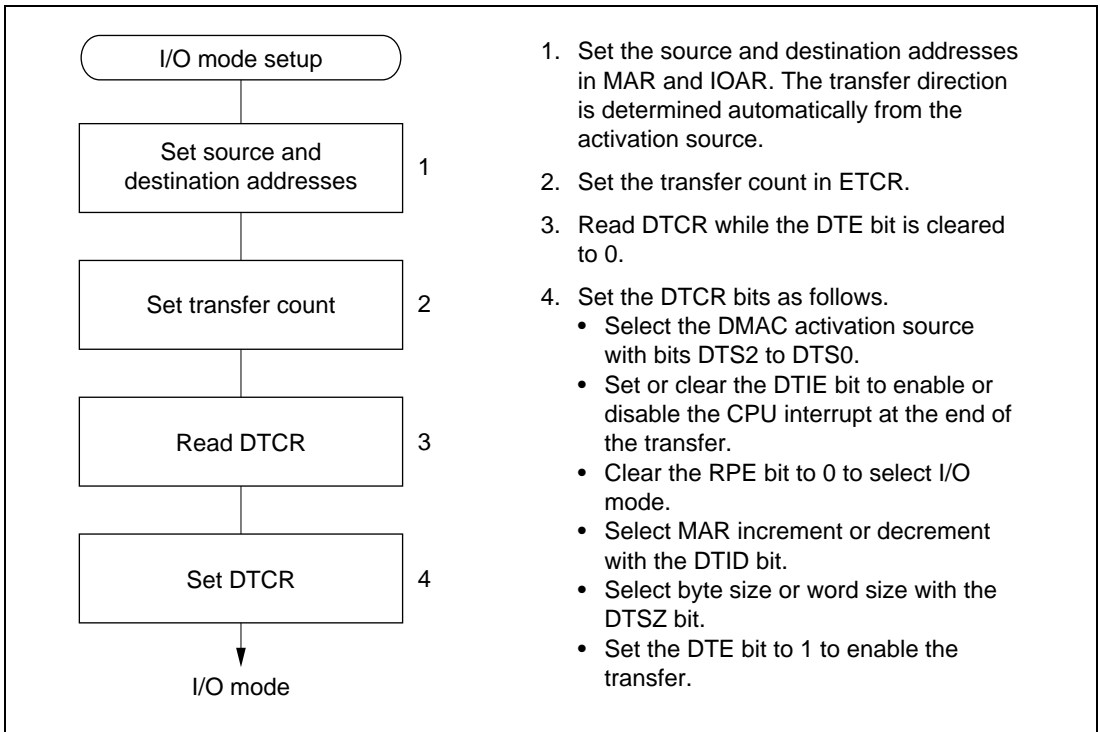 I/O mode setup
Set source and
destination addresses
1
Set transfer count
2
Read DTCR
3
Set DTCR
4
I/O mode
1. Set the source and destination addresses
in MAR and IOAR. The transfer direction
is determined automatically from the
activation source.
2. Set the transfer count in ETCR.
3. Read DTCR while the DTE bit is cleared
to 0.
4. Set the DTCR bits as follows.
• Select the DMAC activation source
with bits DTS2 to DTS0.
• Set or clear the DTIE bit to enable or
disable the CPU interrupt at the end of
the transfer.
• Clear the RPE bit to 0 to select I/O
mode.
• Select MAR increment or decrement
with the DTID bit.
• Select byte size or word size with the
DTSZ bit.
• Set the DTE bit to 1 to enable the
transfer.